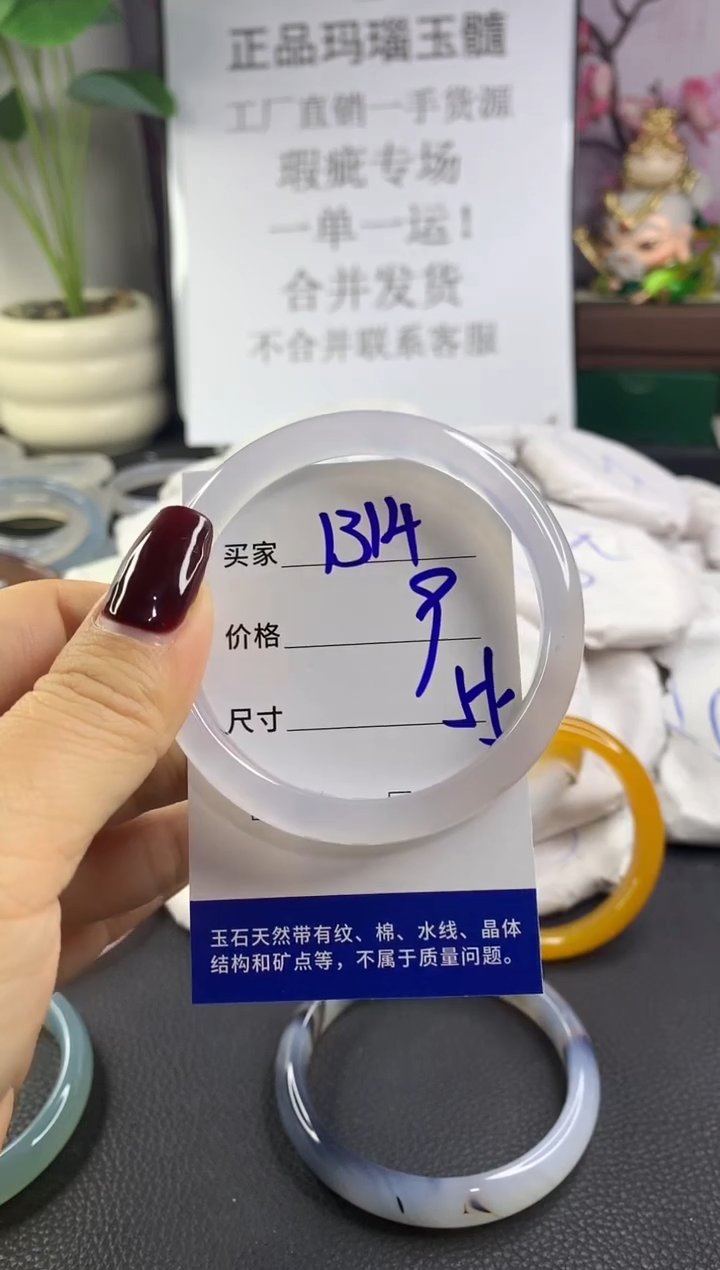 正品玛瑙玉髓
工厂直销一手货源
瑕疵专场
一单一运！
合并发货
不合并联系客服
买家 1314
价格 9
尺寸
玉石天然带有纹、棉、水线、晶体
结构和矿点等，不属于质量问题。